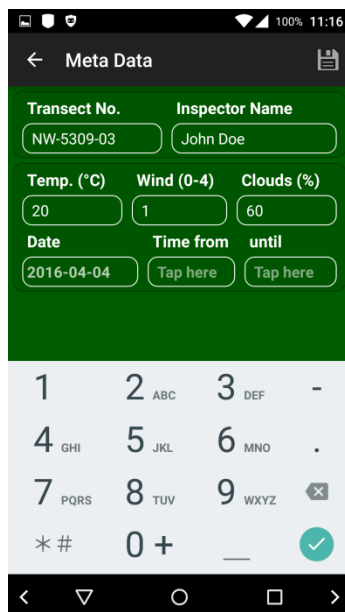 100% 11:16
Meta Data
Transect No. Inspector Name
NW-5309-03 John Doe
Temp. (°C) Wind (0-4) Clouds (%)
20 1 60
Date Time from until
2016-04-04 Tap here Tap here
1 2 ABC 3 DEF -
4 GHI 5 JKL 6 MNO .
7 PQRS 8 TUV 9 WXYZ
*# 0 + _